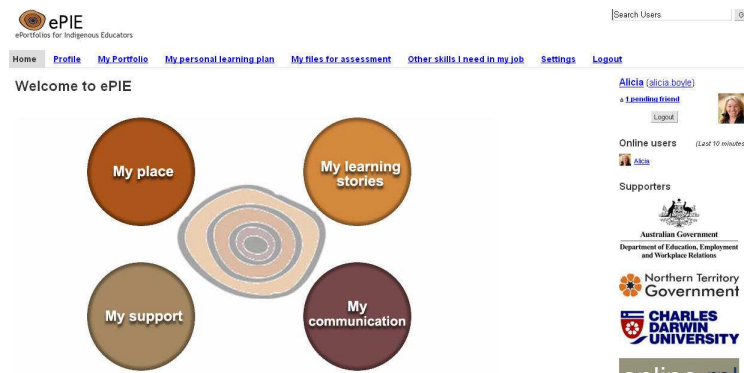 ePIE
ePortfolios for Indigenous Educators
Search Users
Home Profile My Portfolio My personal learning plan My files for assessment Other skills I need in my job Settings Logout
Welcome to ePIE
My place
My learning
stories
My support
My
communication
Alicia (alicia.boyle)
1 pending friend
Logout
Online users (Last 10 minutes
Alicia
Supporters
Australian Government
Department of Education, Employment
and Workplace Relations
Northern Territory
Government
CHARLES
DARWIN
UNIVERSITY